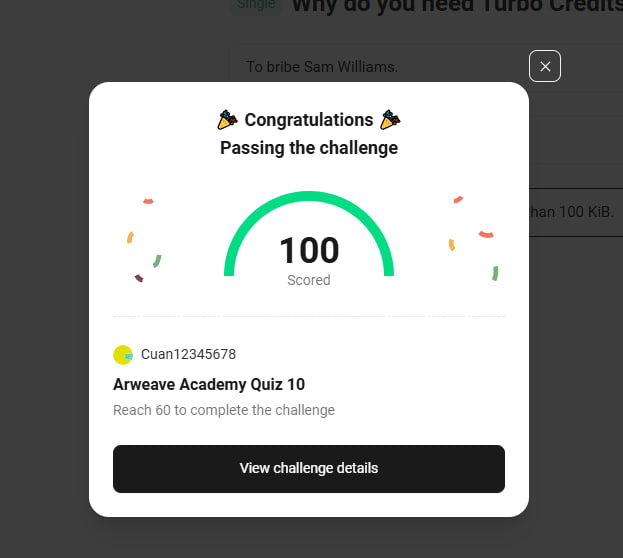 Single Why do you need Turbo Credits
To bribe Sam Williams.
Congratulations
Passing the challenge
han 100 KiB.
100
Scored
Cuan12345678
Arweave Academy Quiz 10
Reach 60 to complete the challenge
View challenge details